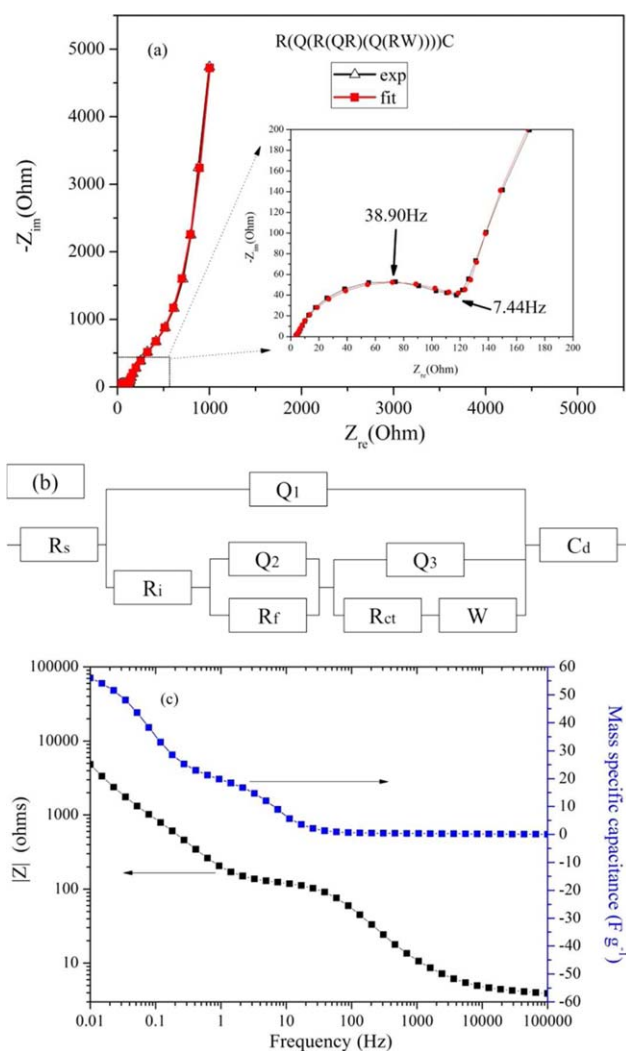 (a)
R(Q(R(QR)(Q(RW))))C
exp
fit
5000
4000
3000
2000
1000
0
-Z_im(Ohm)
0 1000 2000 3000 4000 5000
Z_re(Ohm)
200
180
160
140
120
100
80
60
40
20
0
-Z_im(Ohm)
38.90Hz
7.44Hz
0 20 40 60 80 100 120 140 160 180 200
Z_re(Ohm)
(b)
Q1
Rs
Q2
Q3
Cd
Ri
Rf
Rct
W
(c)
100000
10000
1000
100
10
|Z| (ohms)
60
50
40
30
20
10
0
-10
-20
-30
-40
-50
-60
Mass specific capacitance (F g⁻¹)
0.01 0.1 1 10 100 1000 10000 100000
Frequency (Hz)